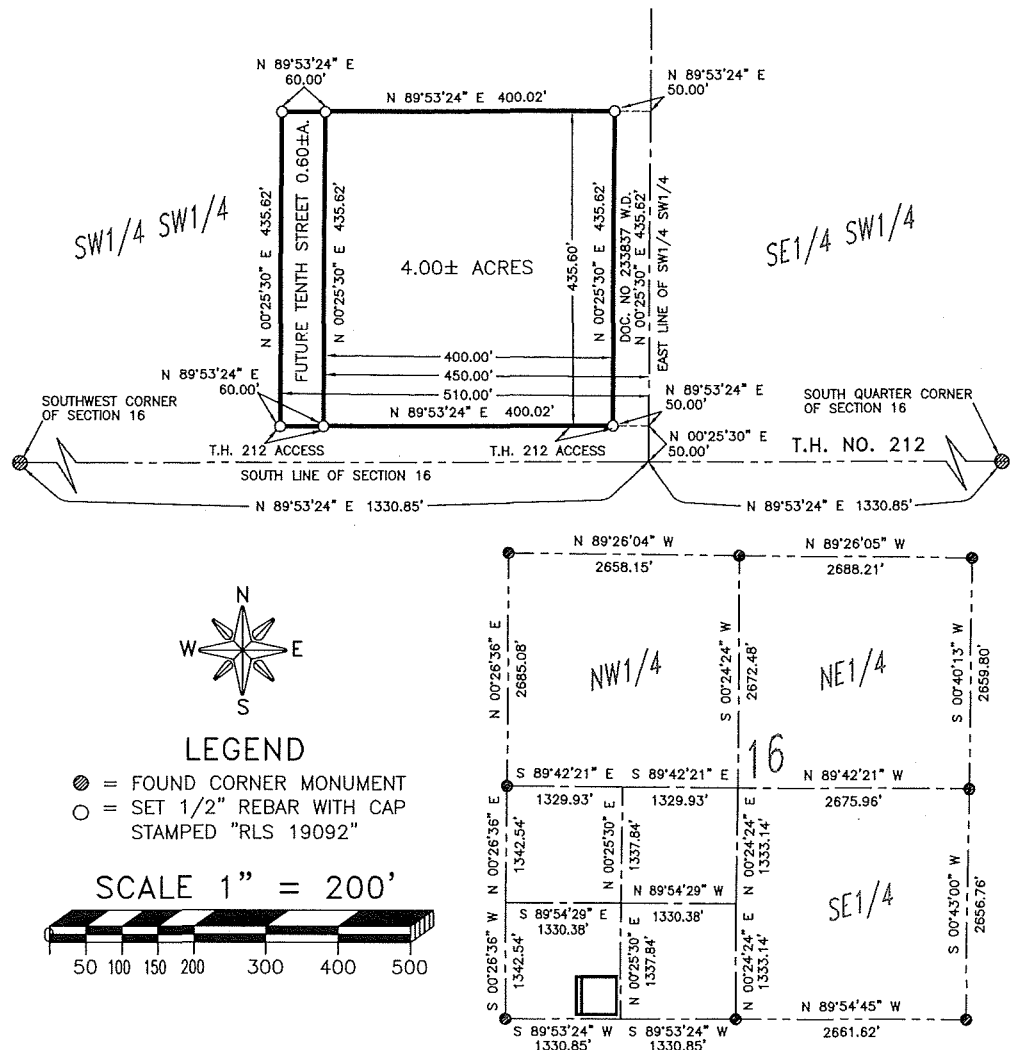 N 89°53'24" E
60.00'
N 89°53'24" E 400.02'
N 89°53'24" E
50.00'
SW1/4 SW1/4
N 00°25'30" E 435.62'
FUTURE TENTH STREET 0.60±A.
N 00°25'30" E 435.62'
4.00± ACRES
435.60'
N 00°25'30" E 435.62'
DOC. NO 233837 W.D.
N 00°25'30" E 435.62'
EAST LINE OF SW1/4 SW1/4
SE1/4 SW1/4
400.00'
450.00'
510.00'
N 89°53'24" E
60.00'
N 89°53'24" E 400.02'
N 89°53'24" E
50.00'
N 00°25'30" E
50.00'
SOUTHWEST CORNER
OF SECTION 16
SOUTH QUARTER CORNER
OF SECTION 16
T.H. 212 ACCESS
T.H. 212 ACCESS
T.H. NO. 212
SOUTH LINE OF SECTION 16
N 89°53'24" E 1330.85'
N 89°53'24" E 1330.85'
N
W
E
S
LEGEND
= FOUND CORNER MONUMENT
= SET 1/2" REBAR WITH CAP
STAMPED "RLS 19092"
SCALE 1" = 200'
50 100 150 200 300 400 500
N 89°26'04" W
2658.15'
N 89°26'05" W
2688.21'
N 00°26'36" E
2685.08'
NW1/4
S 00°24'24" W
2672.48'
NE1/4
S 00°40'13" W
2659.80'
16
S 89°42'21" E
1329.93'
S 89°42'21" E
1329.93'
N 89°42'21" W
2675.96'
N 00°26'36" E
1342.54'
N 00°25'30" E
1337.84'
N 00°24'24" E
1333.14'
S 89°54'29" E
1330.38'
N 89°54'29" W
1330.38'
SE1/4
S 00°43'00" W
2656.76'
S 00°26'36" W
1342.54'
N 00°25'30" E
1337.84'
N 00°24'24" E
1333.14'
S 89°53'24" W
1330.85'
S 89°53'24" W
1330.85'
N 89°54'45" W
2661.62'